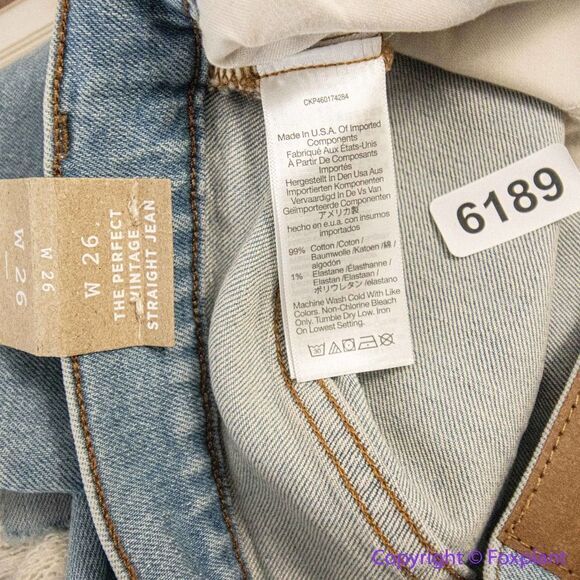 CKP460174284
Made In U.S.A. Of Imported
Components
Fabriqué Aux États-Unis
À Partir De Composants
Importés
Hergestellt In Den Usa Aus
Importierten Komponenten
Vervaardigd In De Vs Van
Geïmporteerde Componenten
アメリカ製
hecho en e.u.a con insumos
importados
99% Cotton /Coton /
Baumwolle /Katoen /綿 /
algodón
1% Elastane /Élasthanne /
Elastan /Elastaan /
ポリウレタン /elastano
Machine Wash Cold With Like
Colors. Non-Chlorine Bleach
Only. Tumble Dry Low. Iron
On Lowest Setting.
30
6189
W 26
THE PERFECT
VINTAGE
STRAIGHT JEAN
W 26
W 26
Copyright © Foxplant